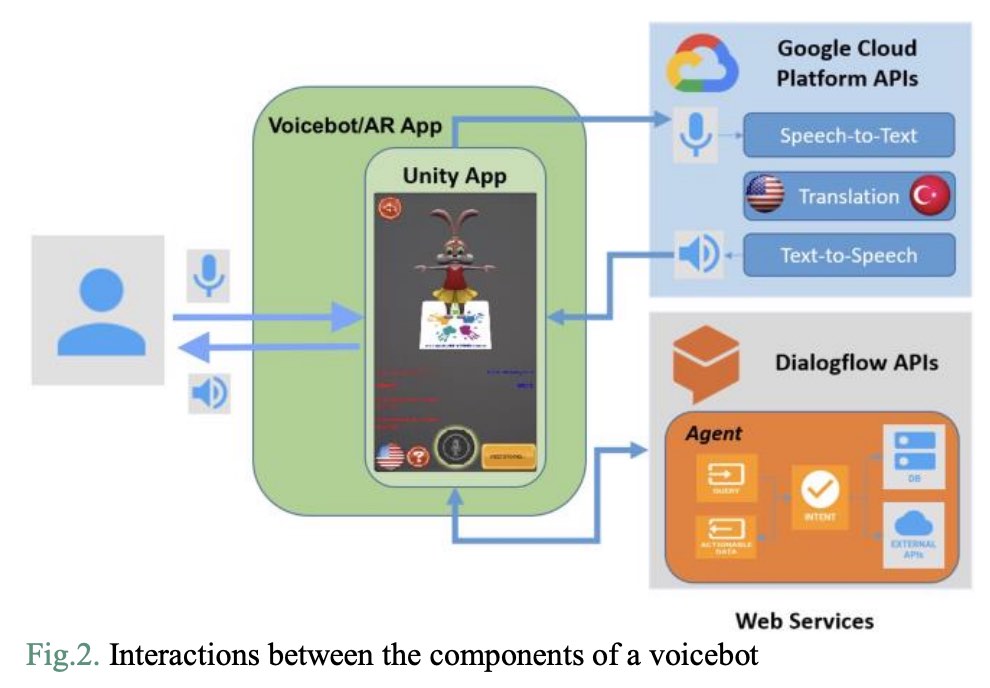 Google Cloud
Platform APIs
Voicebot/AR App
Speech-to-Text
Unity App
Translation
Text-to-Speech
Dialogflow APIs
Agent
QUERY
DB
INTENT
ACTIONABLE
DATA
EXTERNAL
APIs
Web Services
Fig.2. Interactions between the components of a voicebot